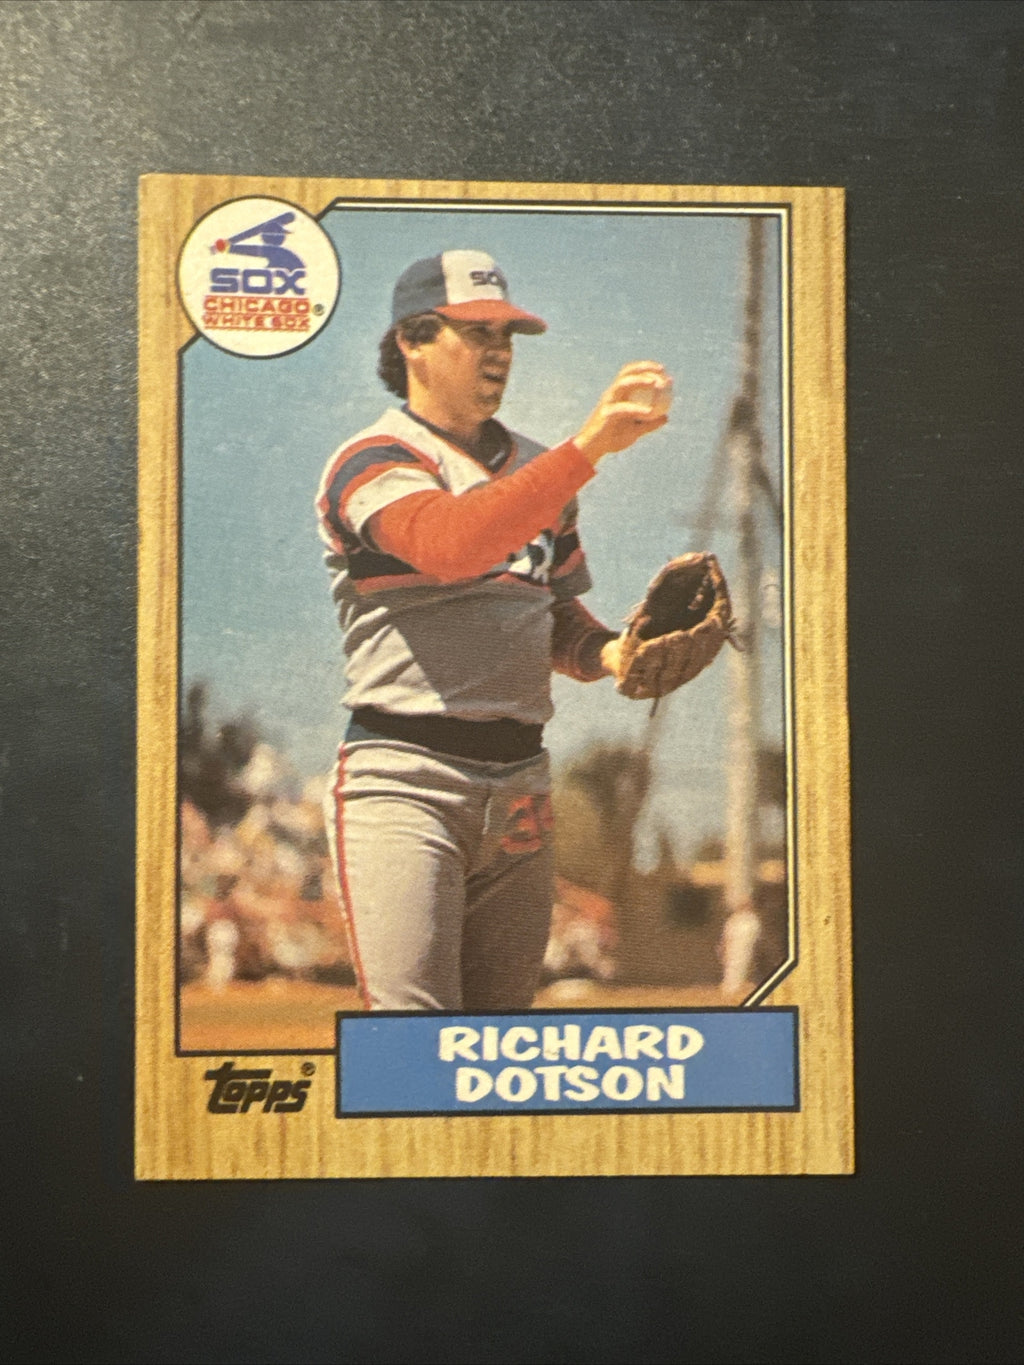 SOX
CHICAGO
WHITE SOX
®
SOX
RICHARD
DOTSON
Topps®